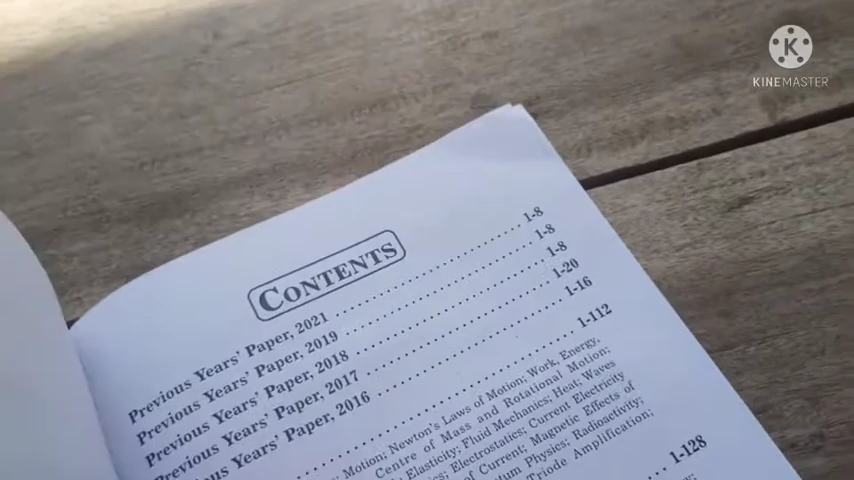 KINEMASTER
CONTENTS
Previous Years' Paper, 2021 1-8
Previous Years' Paper, 2019 1-8
Previous Years' Paper, 2018 1-8
Previous Years' Paper, 2017 1-20
Years' Paper, 2016 1-16
1-112
Motion; Newton's Laws of Motion; Work, Energy,
Centre of Mass and Rotational Motion;
Elasticity; Fluid Mechanics; Heat; Waves
Electrostatics; Current Electricity
of Current; Magnetic Effects of
Physics; Radioactivity;
Triode Amplification;
1-128